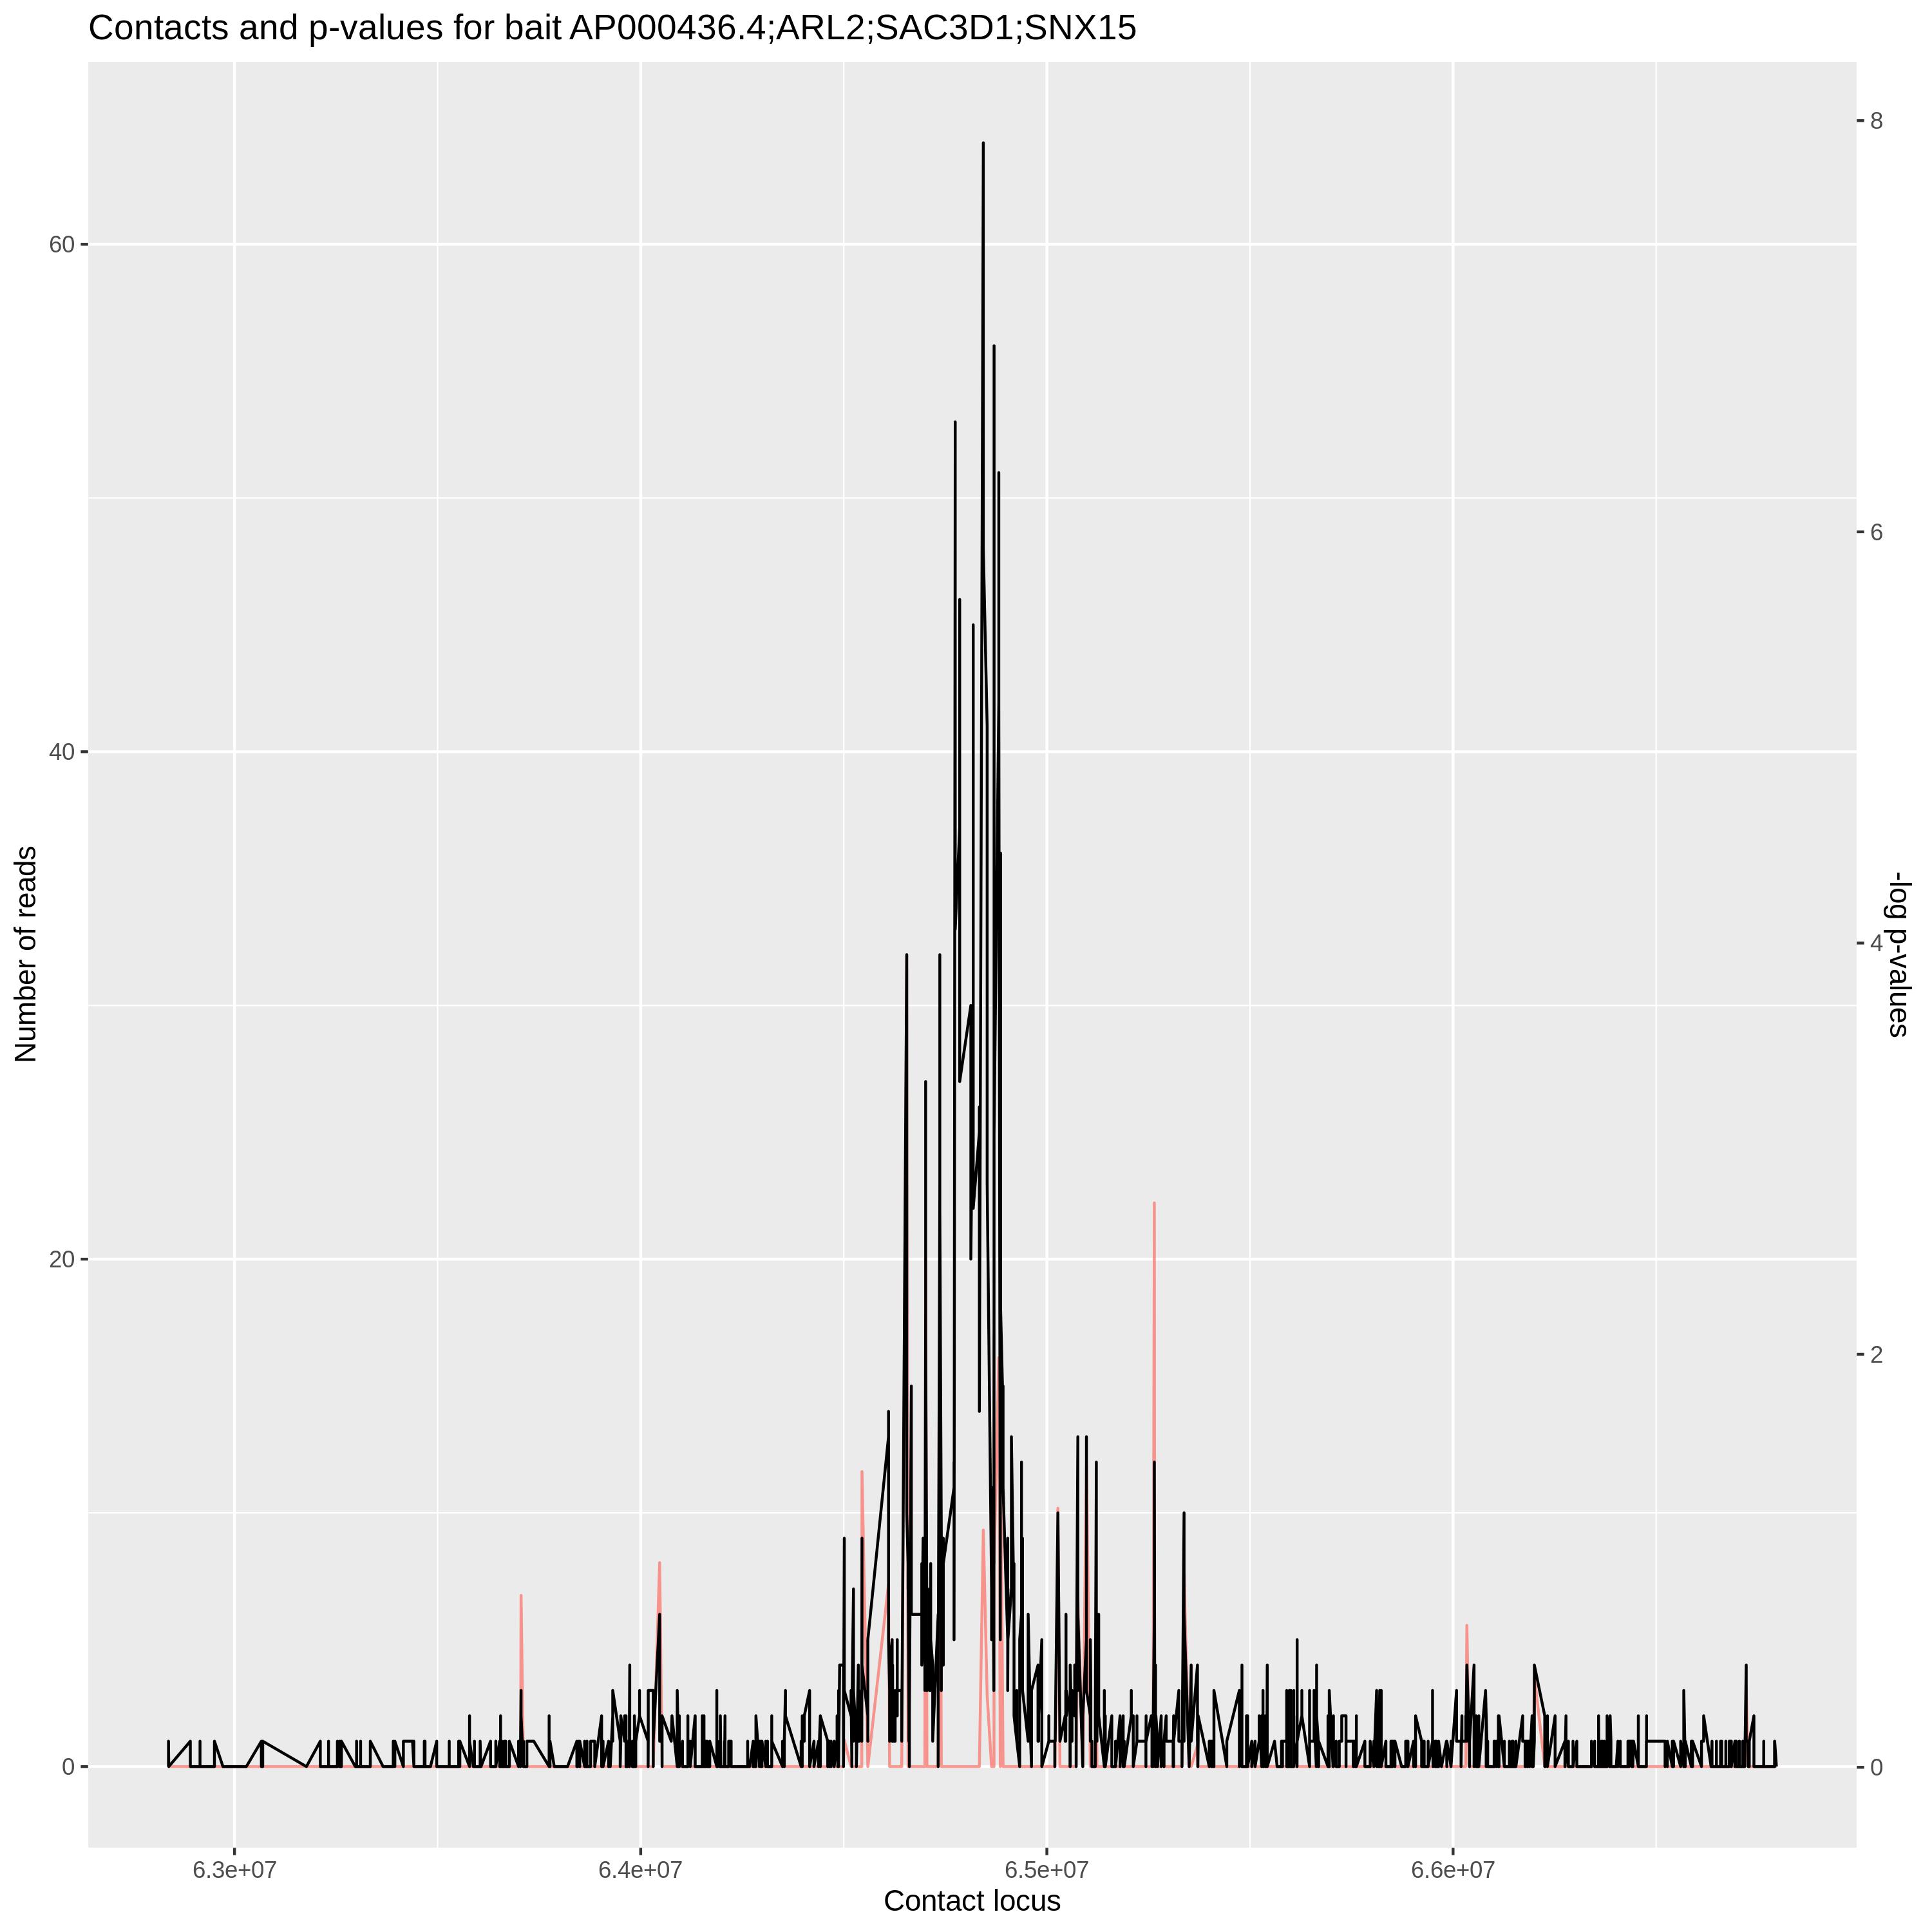 Contacts and p-values for bait AP000436.4;ARL2;SAC3D1;SNX15
8
60
6
40
Number of reads
4
-log p-values
20
2
0
0
6.3e+07
6.4e+07
6.5e+07
6.6e+07
Contact locus